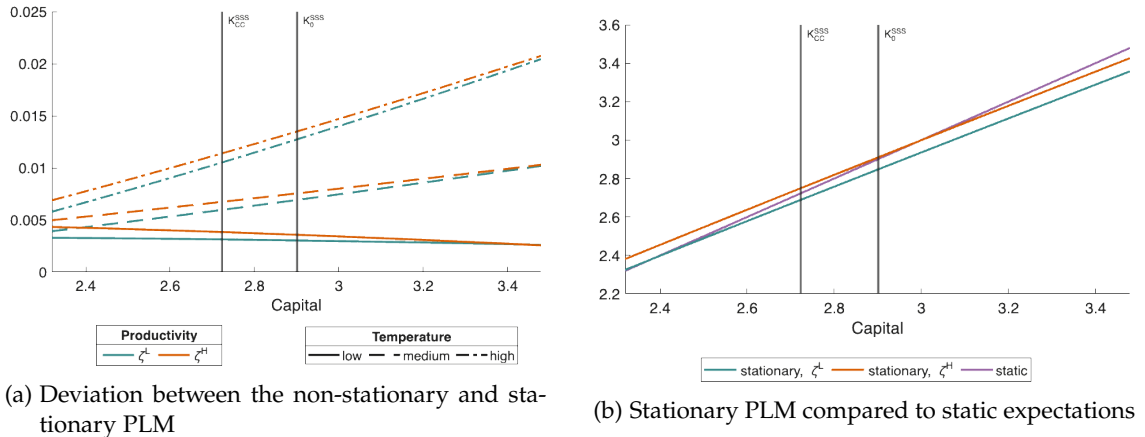 0.025
0.02
0.015
0.01
0.005
0
K_CC^SSS
K_0^SSS
2.4 2.6 2.8 3 3.2 3.4
Capital
Productivity
ζ^L ζ^H
Temperature
low medium high
(a) Deviation between the non-stationary and sta-
tionary PLM
3.6
3.4
3.2
3
2.8
2.6
2.4
2.2
K_CC^SSS
K_0^SSS
2.4 2.6 2.8 3 3.2 3.4
Capital
stationary, ζ^L stationary, ζ^H static
(b) Stationary PLM compared to static expectations